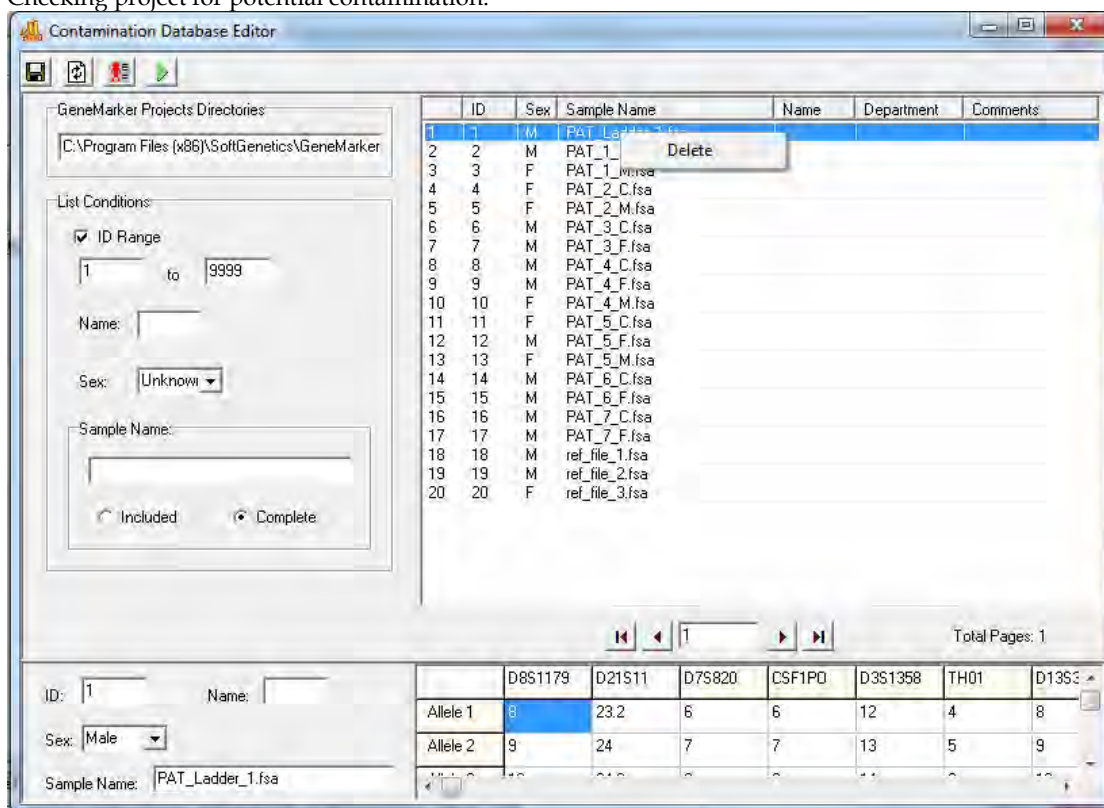 Checking project for potential contamination.
Contamination Database Editor
GeneMarker Projects Directories
C:\Program Files (x86)\SoftGenetics\GeneMarker
List Conditions
ID Range
1 to 9999
Name:
Sex: Unknow
Sample Name:
Included Complete
ID Sex Sample Name Name Department Comments
1 1 M PAT_Ladder_1.fsa
Delete
2 2 M PAT_1_
3 3 F PAT_1_M.fsa
4 4 F PAT_2_C.fsa
5 5 F PAT_2_M.fsa
6 6 M PAT_3_C.fsa
7 7 M PAT_3_F.fsa
8 8 M PAT_4_C.fsa
9 9 M PAT_4_F.fsa
10 10 F PAT_4_M.fsa
11 11 F PAT_5_C.fsa
12 12 M PAT_5_F.fsa
13 13 F PAT_5_M.fsa
14 14 M PAT_6_C.fsa
15 15 M PAT_6_F.fsa
16 16 M PAT_7_C.fsa
17 17 M PAT_7_F.fsa
18 18 M ref_file_1.fsa
19 19 M ref_file_2.fsa
20 20 F ref_file_3.fsa
1 Total Pages: 1
ID: 1 Name:
Sex: Male
Sample Name: PAT_Ladder_1.fsa
D8S1179 D21S11 D7S820 CSF1PO D3S1358 TH01 D13S3
Allele 1 8 23.2 6 6 12 4 8
Allele 2 9 24 7 7 13 5 9